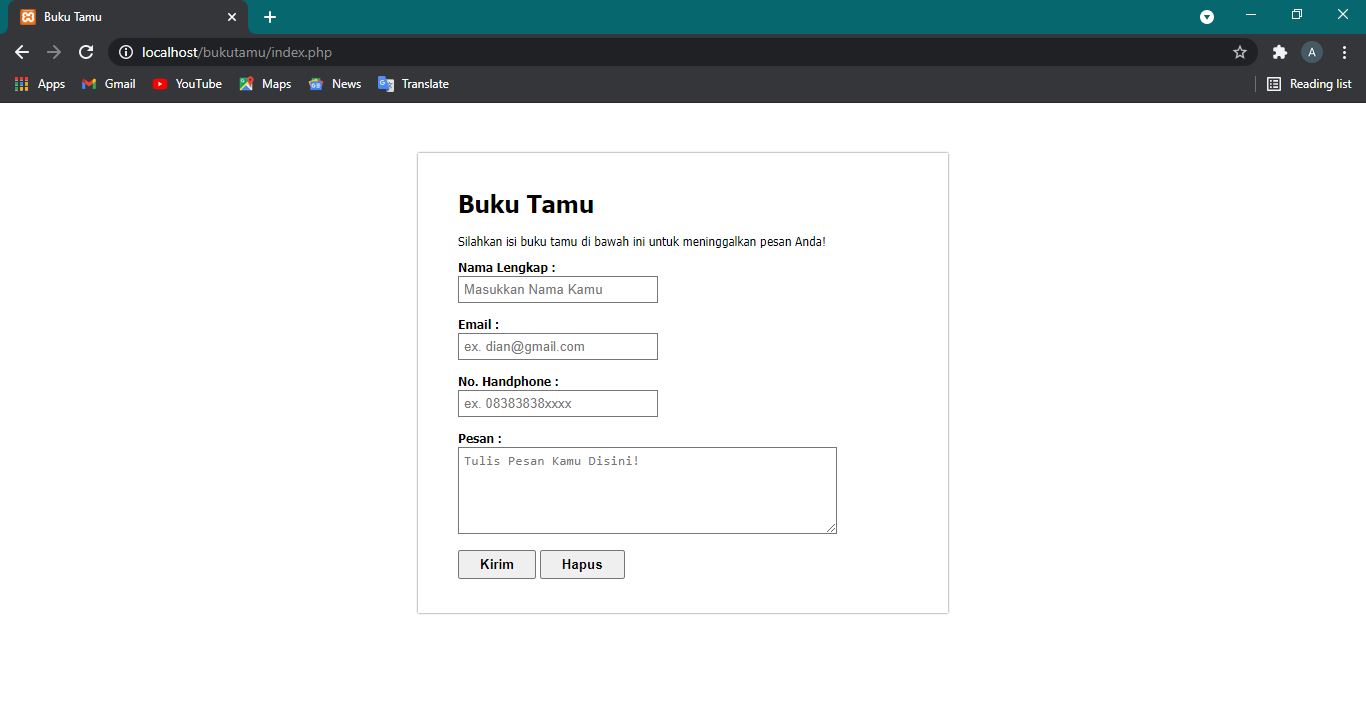 Buku Tamu
localhost/bukutamu/index.php
A
Apps Gmail YouTube Maps News Translate Reading list
Buku Tamu
Silahkan isi buku tamu di bawah ini untuk meninggalkan pesan Anda!
Nama Lengkap :
Masukkan Nama Kamu
Email :
ex. dian@gmail.com
No. Handphone :
ex. 08383838xxxx
Pesan :
Tulis Pesan Kamu Disini!
Kirim Hapus